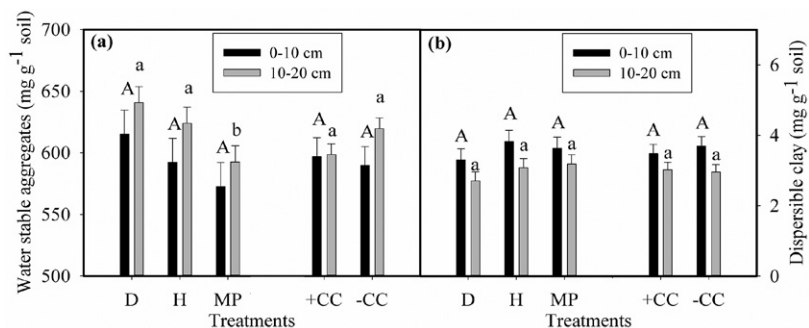 700
650
600
550
500
Water stable aggregates (mg g-1 soil)
(a)
0-10 cm
10-20 cm
A a A a A b A a A a
D H MP +CC -CC
Treatments
(b)
0-10 cm
10-20 cm
A a A a A a A a A a
D H MP +CC -CC
Treatments
6
4
2
0
Dispersible clay (mg g-1 soil)